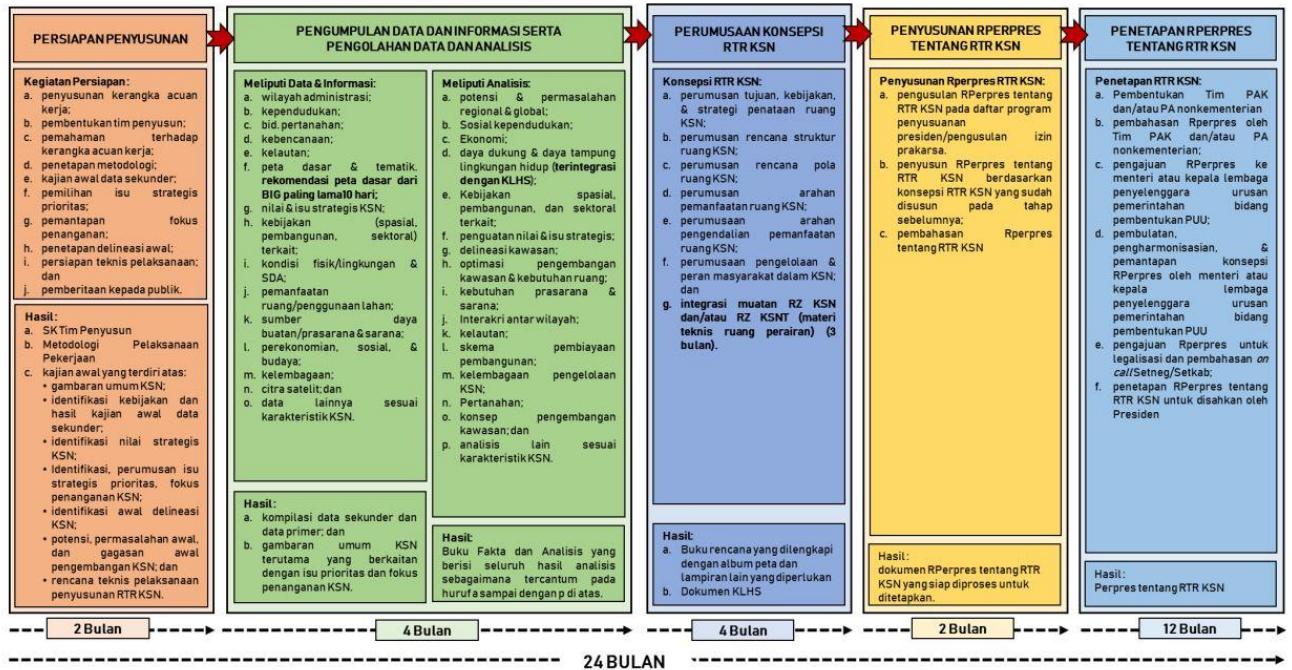 PERSIAPAN PENYUSUNAN
Kegiatan Persiapan:
a. penyusunan kerangka acuan
kerja;
b. pembentukan tim penyusun;
c. pemahaman terhadap
kerangka acuan kerja;
d. penetapan metodologi;
e. kajian awal data sekunder;
f. pemilihan isu strategis
prioritas;
g. pemantapan fokus
penanganan;
h. penetapan delineasi awal;
i. persiapan teknis pelaksanaan;
dan
j. pemberitaan kepada publik.
Hasil:
a. SK Tim Penyusun
b. Metodologi Pelaksanaan
Pekerjaan
c. kajian awal yang terdiri atas:
• gambaran umum KSN;
• identifikasi kebijakan dan
hasil kajian awal data
sekunder;
• identifikasi nilai strategis
KSN;
• Identifikasi, perumusan isu
strategis prioritas, fokus
penanganan KSN;
• identifikasi awal delineasi
KSN;
• potensi, permasalahan awal,
dan gagasan awal
pengembangan KSN; dan
• rencana teknis pelaksanaan
penyusunan RTR KSN.
2 Bulan
PENGUMPULAN DATA DAN INFORMASI SERTA
PENGOLAHAN DATA DAN ANALISIS
Meliputi Data & Informasi:
a. wilayah administrasi;
b. kependudukan;
c. bid. pertanahan;
d. kebencanaan;
e. kelautan;
f. peta dasar & tematik.
rekomendasi peta dasar dari
BIG paling lama10 hari;
g. nilai & isu strategis KSN;
h. kebijakan (spasial,
pembangunan, sektoral)
terkait;
i. kondisi fisik/lingkungan &
SDA;
j. pemanfaatan
ruang/penggunaan lahan;
k. sumber daya
buatan/prasarana & sarana;
l. perekonomian, sosial, &
budaya;
m. kelembagaan;
n. citra satelit; dan
o. data lainnya sesuai
karakteristik KSN.
Hasil:
a. kompilasi data sekunder dan
data primer; dan
b. gambaran umum KSN
terutama yang berkaitan
dengan isu prioritas dan fokus
penanganan KSN.
Meliputi Analisis:
a. potensi & permasalahan
regional & global;
b. Sosial kependudukan;
c. Ekonomi;
d. daya dukung & daya tampung
lingkungan hidup (terintegrasi
dengan KLHS);
e. Kebijakan spasial,
pembangunan, dan sektoral
terkait;
f. penguatan nilai & isu strategis;
g. delineasi kawasan;
h. optimasi pengembangan
kawasan & kebutuhan ruang;
i. kebutuhan prasarana &
sarana;
j. Interakri antar wilayah;
k. kelautan;
l. skema pembiayaan
pembangunan;
m. kelembagaan pengelolaan
KSN;
n. Pertanahan;
o. konsep pengembangan
kawasan; dan
p. analisis lain sesuai
karakteristik KSN.
Hasil:
Buku Fakta dan Analisis yang
berisi seluruh hasil analisis
sebagaimana tercantum pada
huruf a sampai dengan p di atas.
4 Bulan
PERUMUSAAN KONSEPSI
RTR KSN
Konsepsi RTR KSN:
a. perumusan tujuan, kebijakan,
& strategi penataan ruang
KSN;
b. perumusan rencana struktur
ruang KSN;
c. perumusan rencana pola
ruang KSN;
d. perumusan arahan
pemanfaatan ruang KSN;
e. perumusaan arahan
pengendalian pemanfaatan
ruang KSN;
f. perumusaan pengelolaan &
peran masyarakat dalam KSN;
dan
g. integrasi muatan RZ KSN
dan/atau RZ KSNT (materi
teknis ruang perairan) (3
bulan).
Hasil:
a. Buku rencana yang dilengkapi
dengan album peta dan
lampiran lain yang diperlukan
b. Dokumen KLHS
4 Bulan
PENYUSUNAN RPERPRES
TENTANG RTR KSN
Penyusunan Rperpres RTR KSN:
a. pengusulan RPerpres tentang
RTR KSN pada daftar program
penyusuanan
presiden/pengusulan izin
prakarsa.
b. penyusun RPerpres tentang
RTR KSN berdasarkan
konsepsi RTR KSN yang sudah
disusun pada tahap
sebelumnya;
c. pembahasan Rperpres
tentang RTR KSN
Hasil:
dokumen RPerpres tentang RTR
KSN yang siap diproses untuk
ditetapkan.
2 Bulan
PENETAPAN RPERPRES
TENTANG RTR KSN
Penetapan RTR KSN:
a. Pembentukan Tim PAK
dan/atau PA nonkementerian
b. pembahasan Rperpres oleh
Tim PAK dan/atau PA
nonkementerian;
c. pengajuan RPerpres ke
menteri atau kepala lembaga
penyelenggara urusan
pemerintahan bidang
pembentukan PUU;
d. pembulatan,
pengharmonisasian, &
pemantapan konsepsi
RPerpres oleh menteri atau
kepala lembaga
penyelenggara urusan
pemerintahan bidang
pembentukan PUU
e. pengajuan Rperpres untuk
legalisasi dan pembahasan on
call Setneg/Setkab;
f. penetapan RPerpres tentang
RTR KSN untuk disahkan oleh
Presiden
Hasil:
Perpres tentang RTR KSN
12 Bulan
24 BULAN